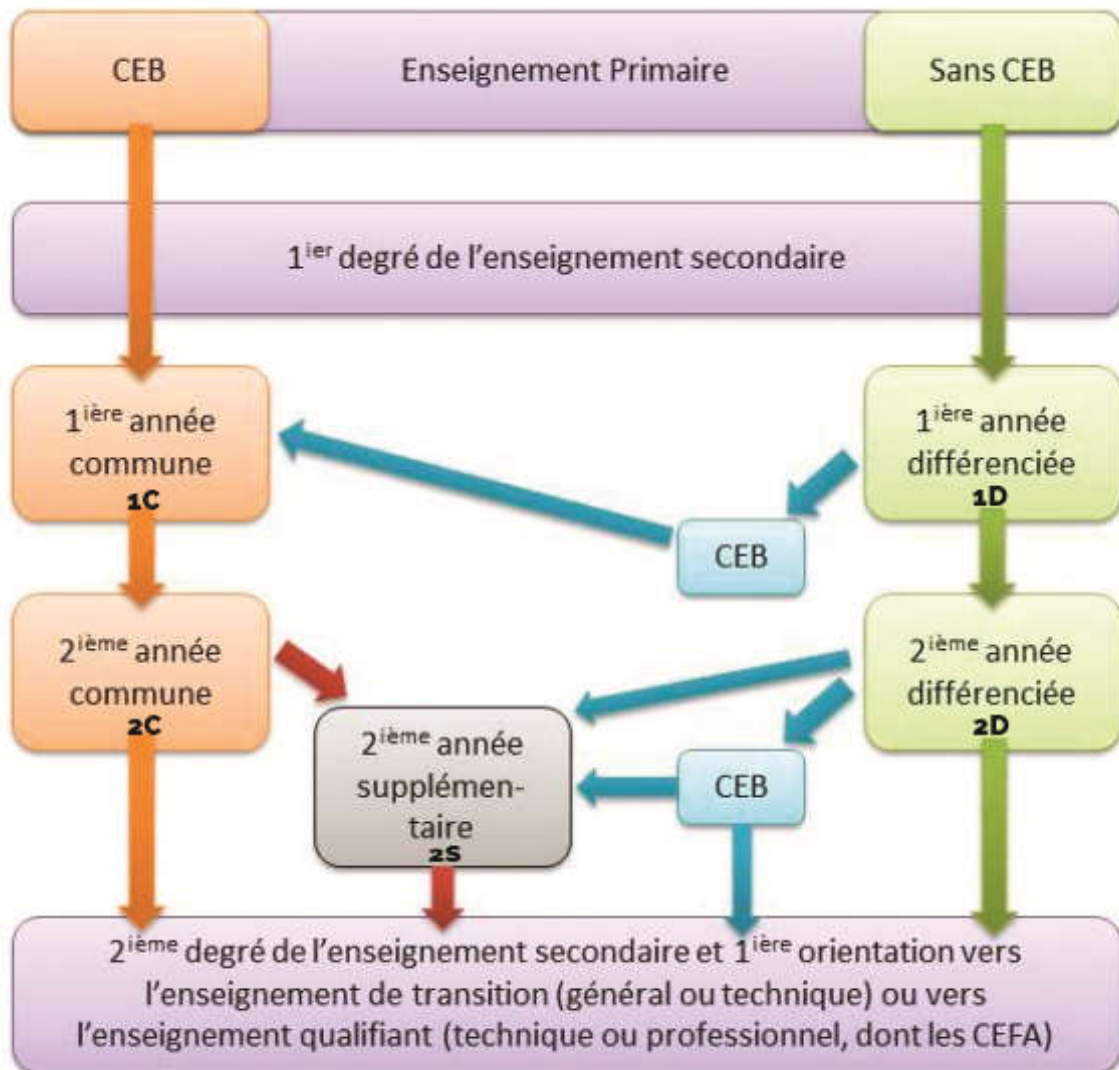 CEB
Enseignement Primaire
Sans CEB
1ier degré de l'enseignement secondaire
1ière année
commune
1C
1ière année
différenciée
1D
CEB
2ième année
commune
2C
2ième année
différenciée
2D
2ième année
supplémen-
taire
2S
CEB
2ième degré de l'enseignement secondaire et 1ière orientation vers
l'enseignement de transition (général ou technique) ou vers
l'enseignement qualifiant (technique ou professionnel, dont les CEFA)